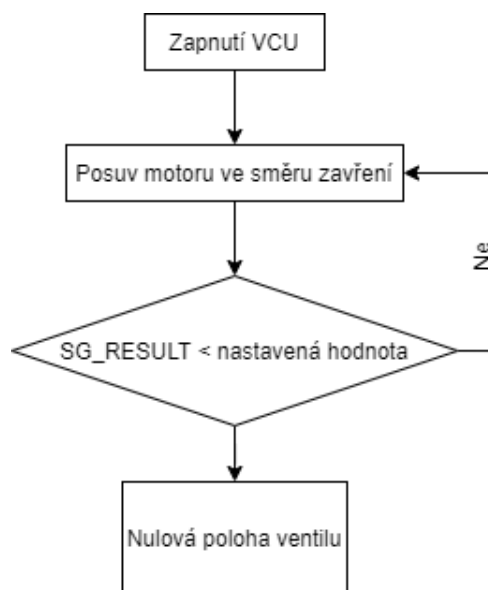 Zapnutí VCU
Posuv motoru ve směru zavření
Ne
SG_RESULT < nastavená hodnota
Nulová poloha ventilu